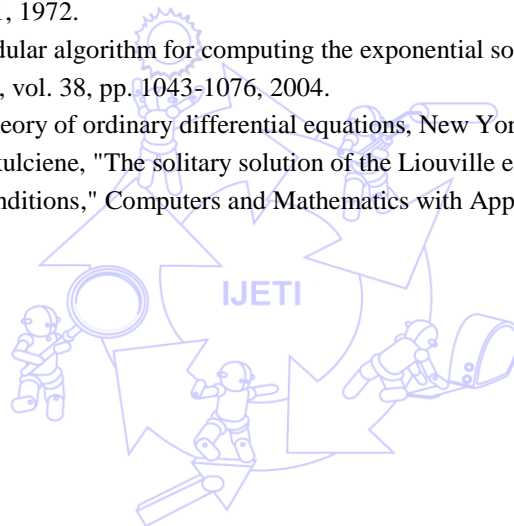 , 1972.
dular algorithm for computing the exponential so
, vol. 38, pp. 1043-1076, 2004.
eory of ordinary differential equations, New Yor
ulciene, "The solitary solution of the Liouville e
nditions," Computers and Mathematics with App
IJETI